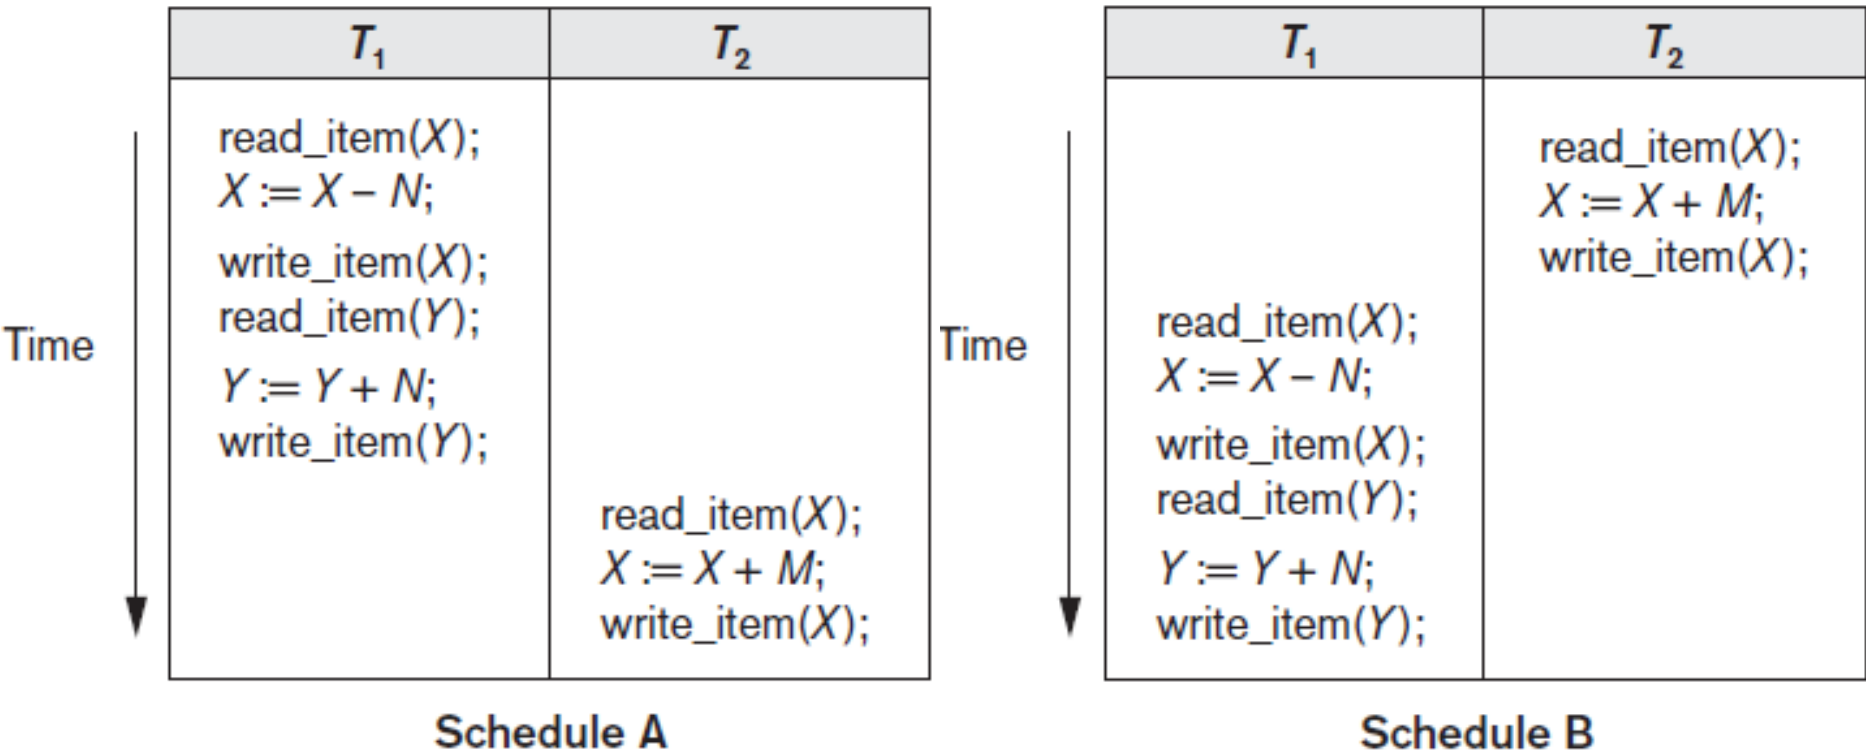 T1 T2
read_item(X);
X := X – N;
write_item(X);
read_item(Y);
Y := Y + N;
write_item(Y);
read_item(X);
X := X + M;
write_item(X);
Time
Schedule A
T1 T2
read_item(X);
X := X + M;
write_item(X);
read_item(X);
X := X – N;
write_item(X);
read_item(Y);
Y := Y + N;
write_item(Y);
Time
Schedule B